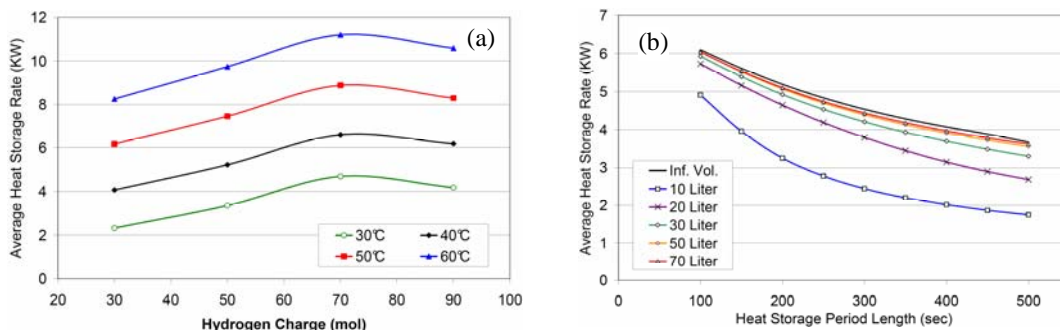 (a)
Average Heat Storage Rate (KW)
12
10
8
6
4
2
0
20 30 40 50 60 70 80 90 100
Hydrogen Charge (mol)
30℃ 40℃
50℃ 60℃
(b)
Average Heat Storage Rate (KW)
7
6
5
4
3
2
1
0
0 100 200 300 400 500
Heat Storage Period Length (sec)
Inf. Vol.
10 Liter
20 Liter
30 Liter
50 Liter
70 Liter